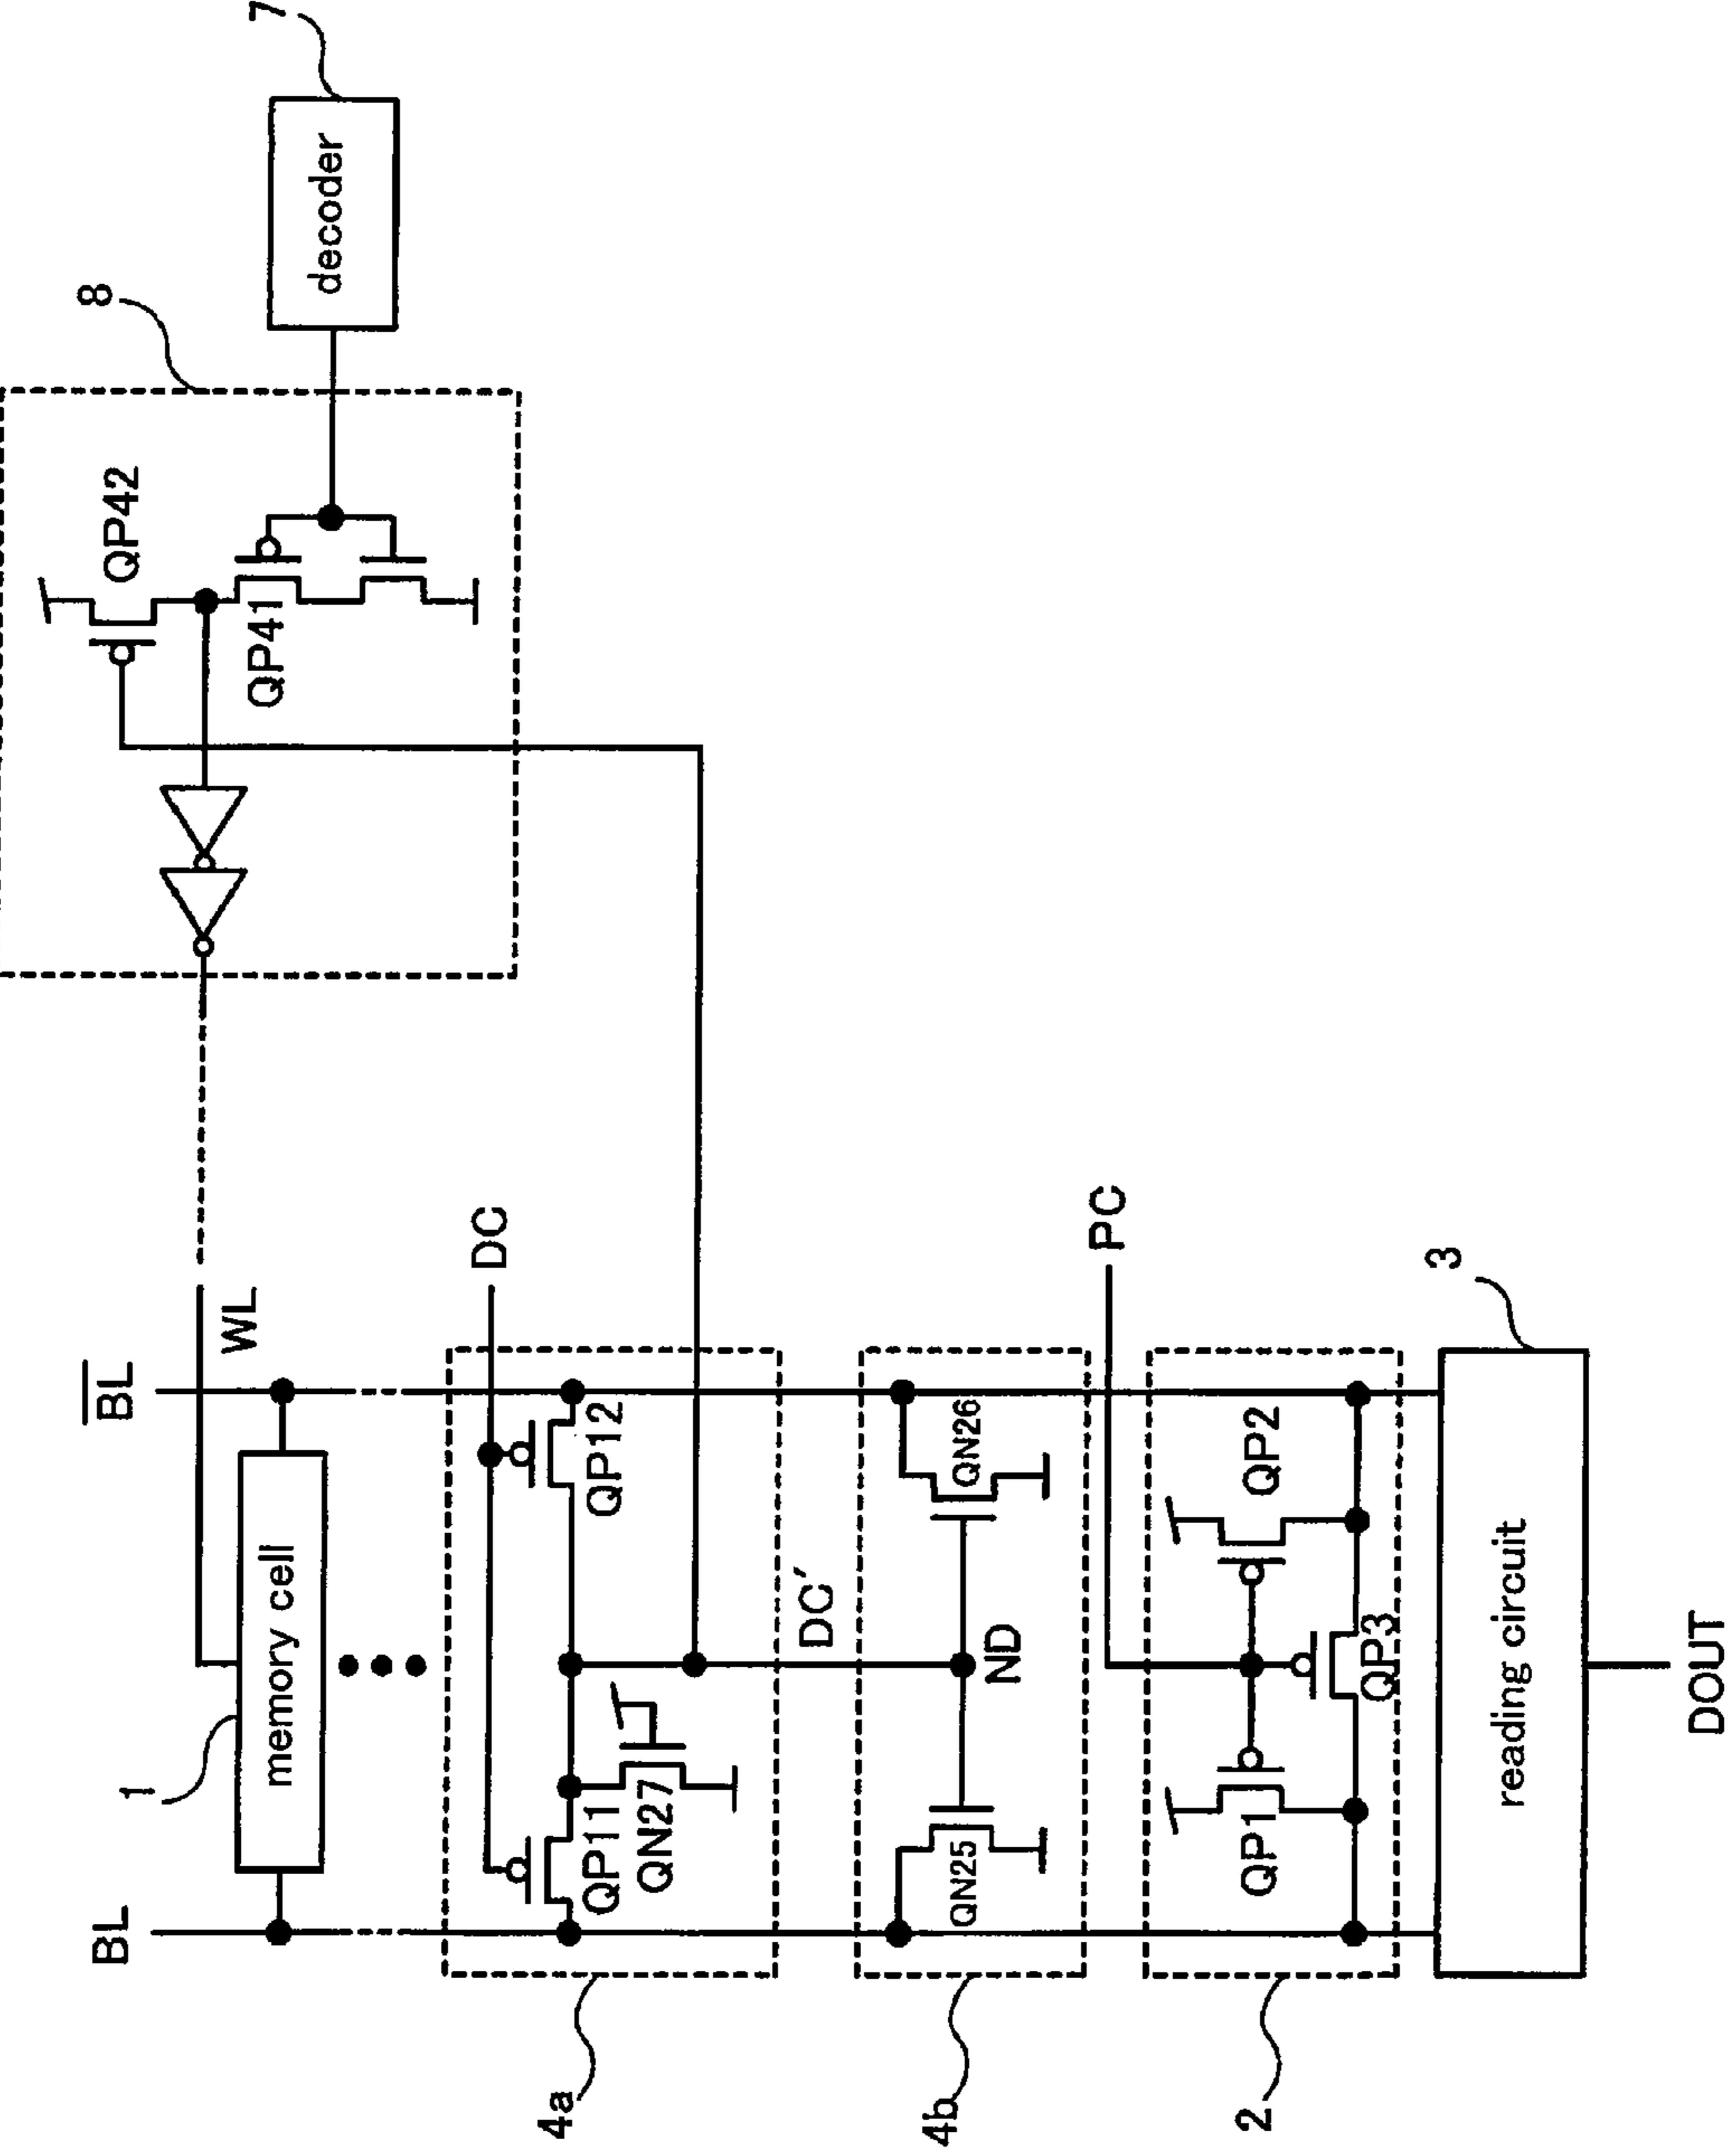 7
decoder
8
QP42
QP41
BL
WL
DC
BL
1
memory cell
QP12
QP11
QN27
DC′
4a
QN26
QN25
ND
4b
PC
QP2
QP1
QP3
2
3
reading circuit
DOUT